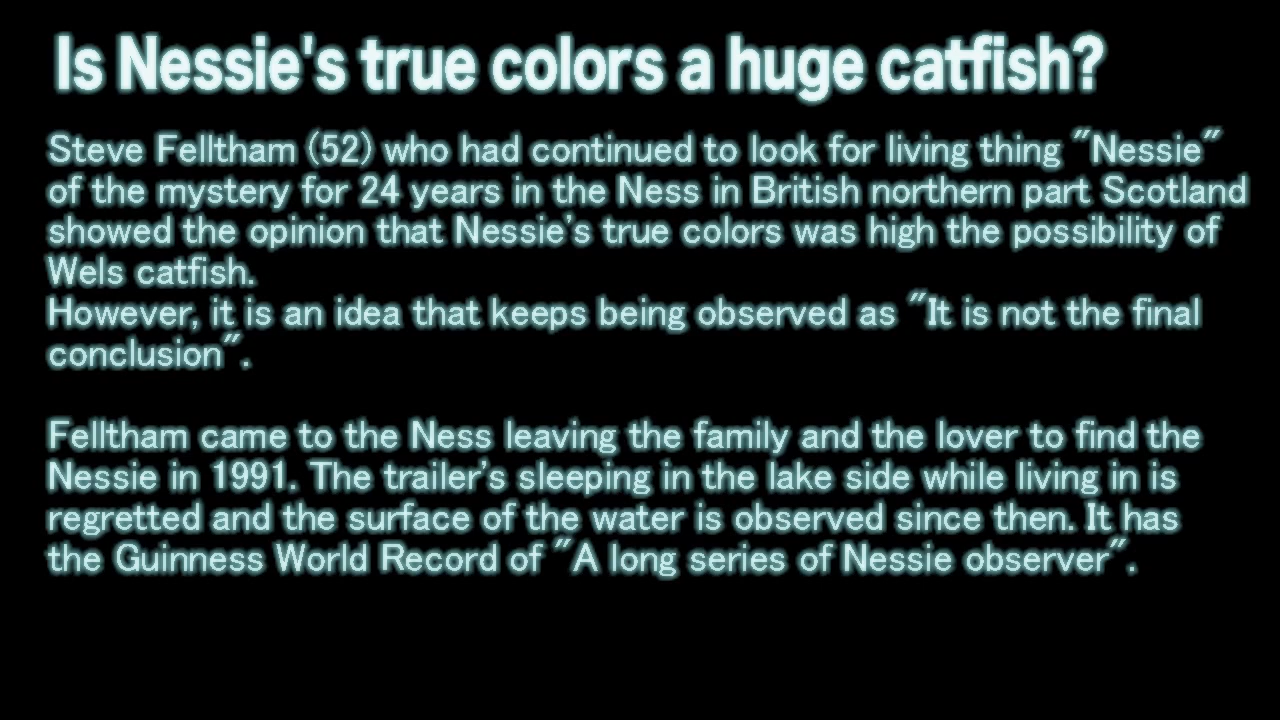 Is Nessie's true colors a huge catfish?
Steve Felltham (52) who had continued to look for living thing "Nessie"
of the mystery for 24 years in the Ness in British northern part Scotland
showed the opinion that Nessie's true colors was high the possibility of
Wels catfish.
However, it is an idea that keeps being observed as "It is not the final
conclusion".
Felltham came to the Ness leaving the family and the lover to find the
Nessie in 1991. The trailer's sleeping in the lake side while living in is
regretted and the surface of the water is observed since then. It has
the Guinness World Record of "A long series of Nessie observer".